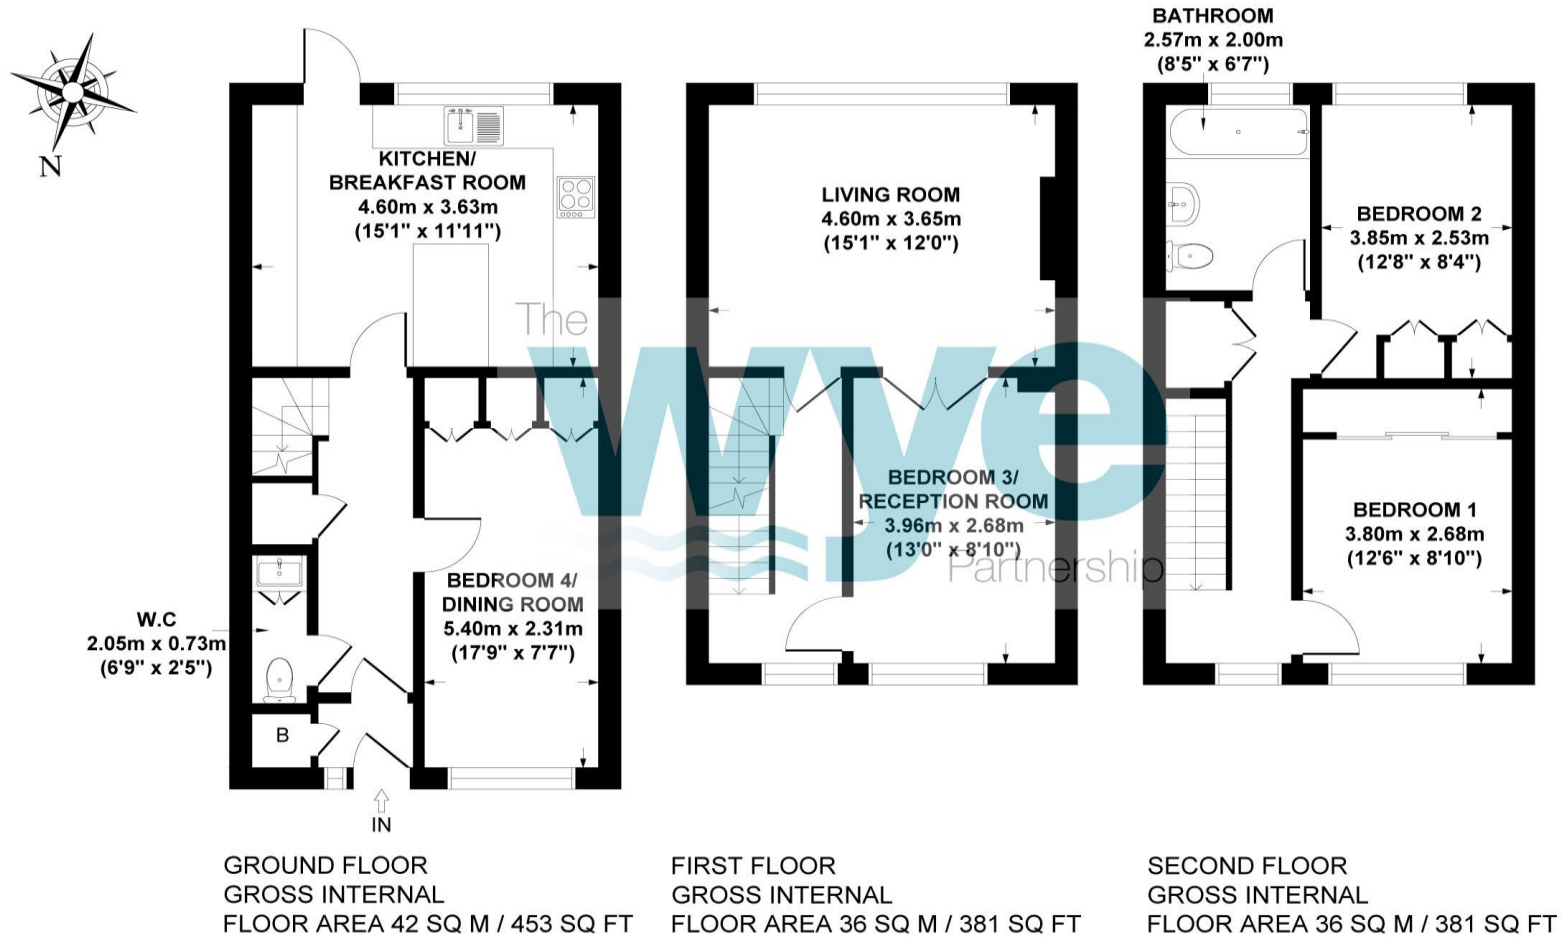 BATHROOM
2.57m x 2.00m
(8'5" x 6'7")
N
KITCHEN/
BREAKFAST ROOM
4.60m x 3.63m
(15'1" x 11'11")
LIVING ROOM
4.60m x 3.65m
(15'1" x 12'0")
BEDROOM 2
3.85m x 2.53m
(12'8" x 8'4")
The
wye
Partnership
BEDROOM 3/
RECEPTION ROOM
3.96m x 2.68m
(13'0" x 8'10")
BEDROOM 1
3.80m x 2.68m
(12'6" x 8'10")
BEDROOM 4/
DINING ROOM
5.40m x 2.31m
(17'9" x 7'7")
W.C
2.05m x 0.73m
(6'9" x 2'5")
B
IN
GROUND FLOOR
GROSS INTERNAL
FLOOR AREA 42 SQ M / 453 SQ FT
FIRST FLOOR
GROSS INTERNAL
FLOOR AREA 36 SQ M / 381 SQ FT
SECOND FLOOR
GROSS INTERNAL
FLOOR AREA 36 SQ M / 381 SQ FT